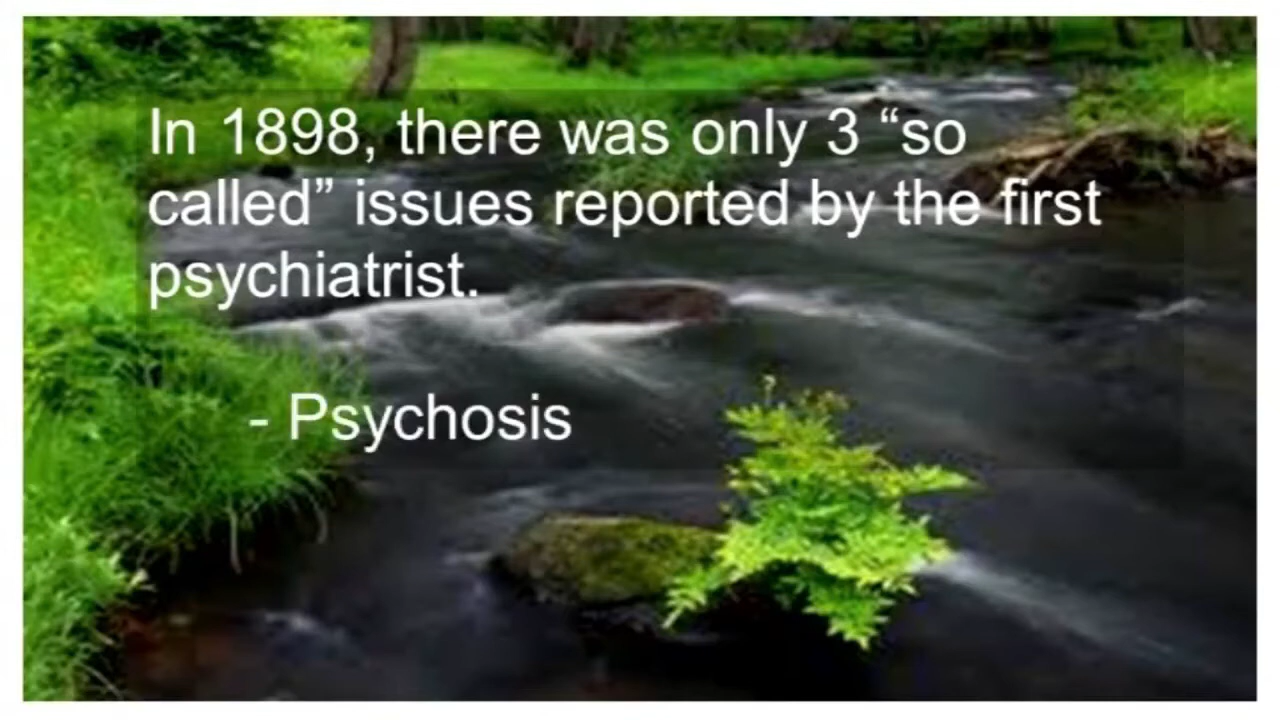 In 1898, there was only 3 “so
called” issues reported by the first
psychiatrist.
- Psychosis